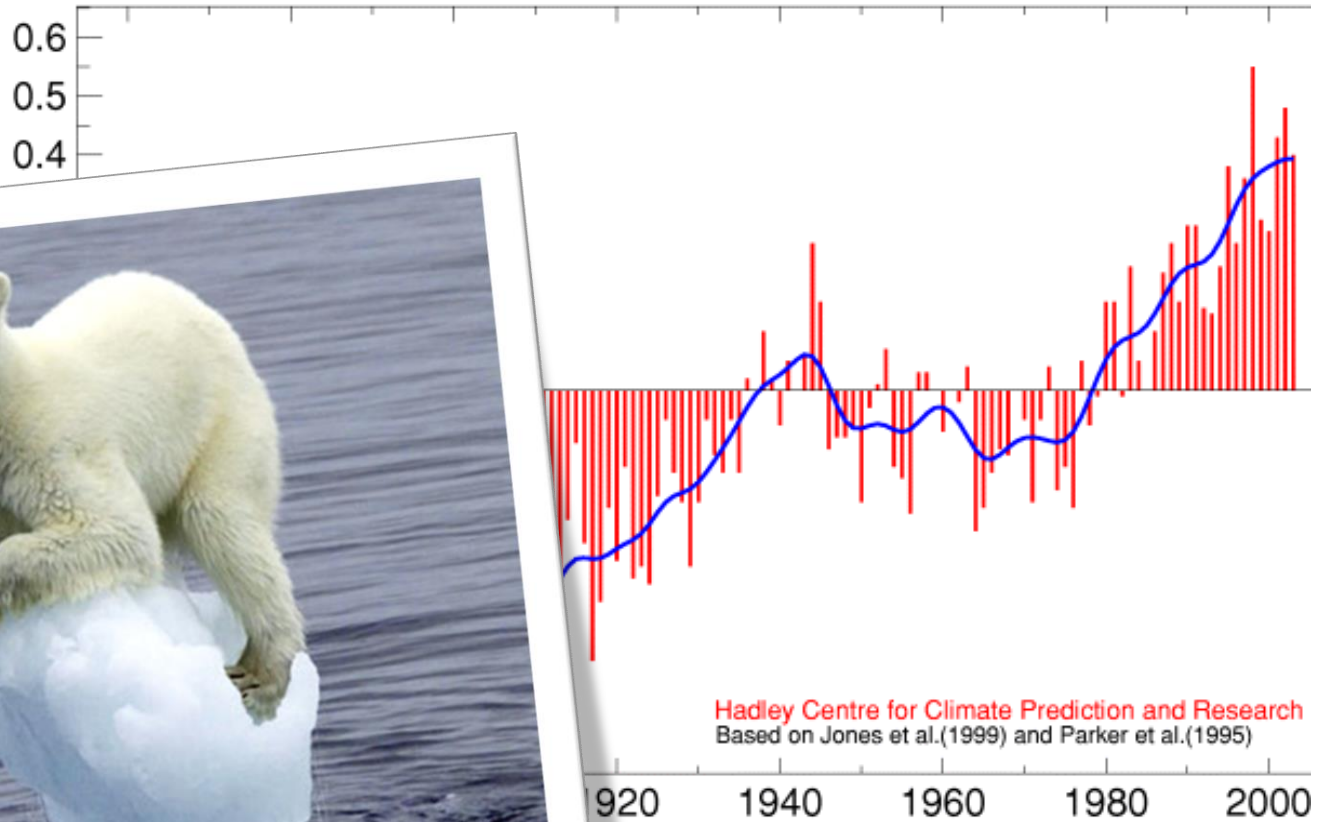 0.6
0.5
0.4
Hadley Centre for Climate Prediction and Research
Based on Jones et al.(1999) and Parker et al.(1995)
1920 1940 1960 1980 2000